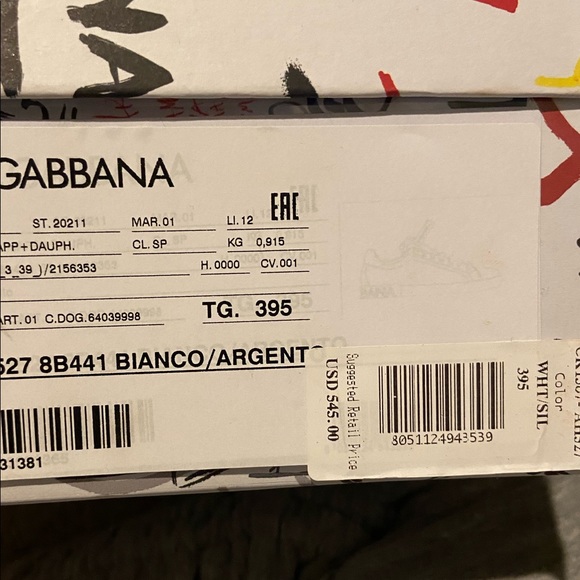 GABBANA
ST. 20211 MAR. 01 LI. 12 EAC
APP+DAUPH. CL. SP KG 0,915
_3_39_)/2156353 H. 0000 CV. 001
ART. 01 C.DOG. 64039998 TG. 395
527 8B441 BIANCO/ARGENTO
31381
Suggested Retail Price
USD 545.00
8051124943539
395
WHT/SIL
Color